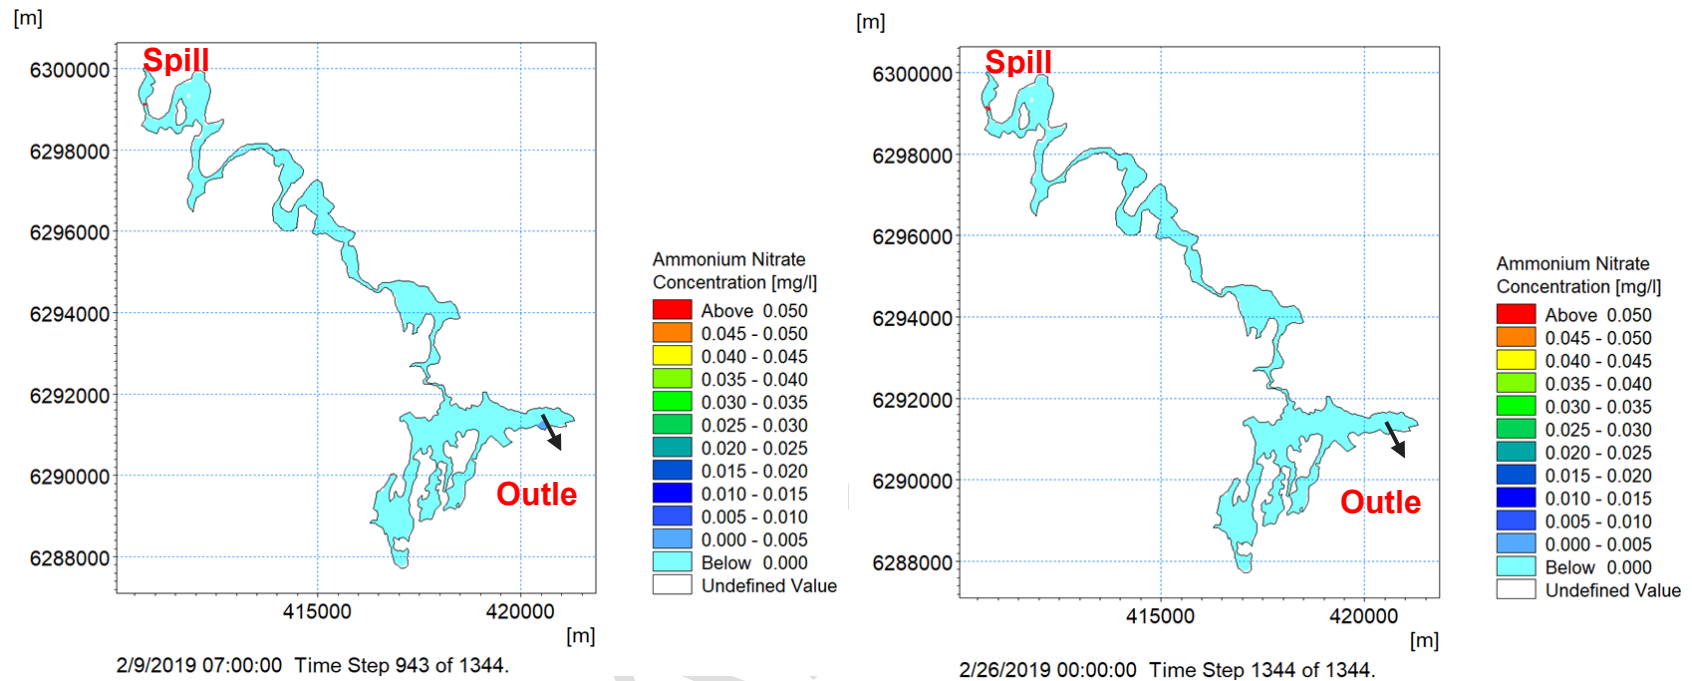 [m]
Spill
6300000
6298000
6296000
6294000
6292000
6290000
6288000
415000
420000
[m]
Outle
Ammonium Nitrate
Concentration [mg/l]
Above 0.050
0.045 - 0.050
0.040 - 0.045
0.035 - 0.040
0.030 - 0.035
0.025 - 0.030
0.020 - 0.025
0.015 - 0.020
0.010 - 0.015
0.005 - 0.010
0.000 - 0.005
Below 0.000
Undefined Value
2/9/2019 07:00:00 Time Step 943 of 1344.
[m]
Spill
6300000
6298000
6296000
6294000
6292000
6290000
6288000
415000
420000
[m]
Outle
Ammonium Nitrate
Concentration [mg/l]
Above 0.050
0.045 - 0.050
0.040 - 0.045
0.035 - 0.040
0.030 - 0.035
0.025 - 0.030
0.020 - 0.025
0.015 - 0.020
0.010 - 0.015
0.005 - 0.010
0.000 - 0.005
Below 0.000
Undefined Value
2/26/2019 00:00:00 Time Step 1344 of 1344.